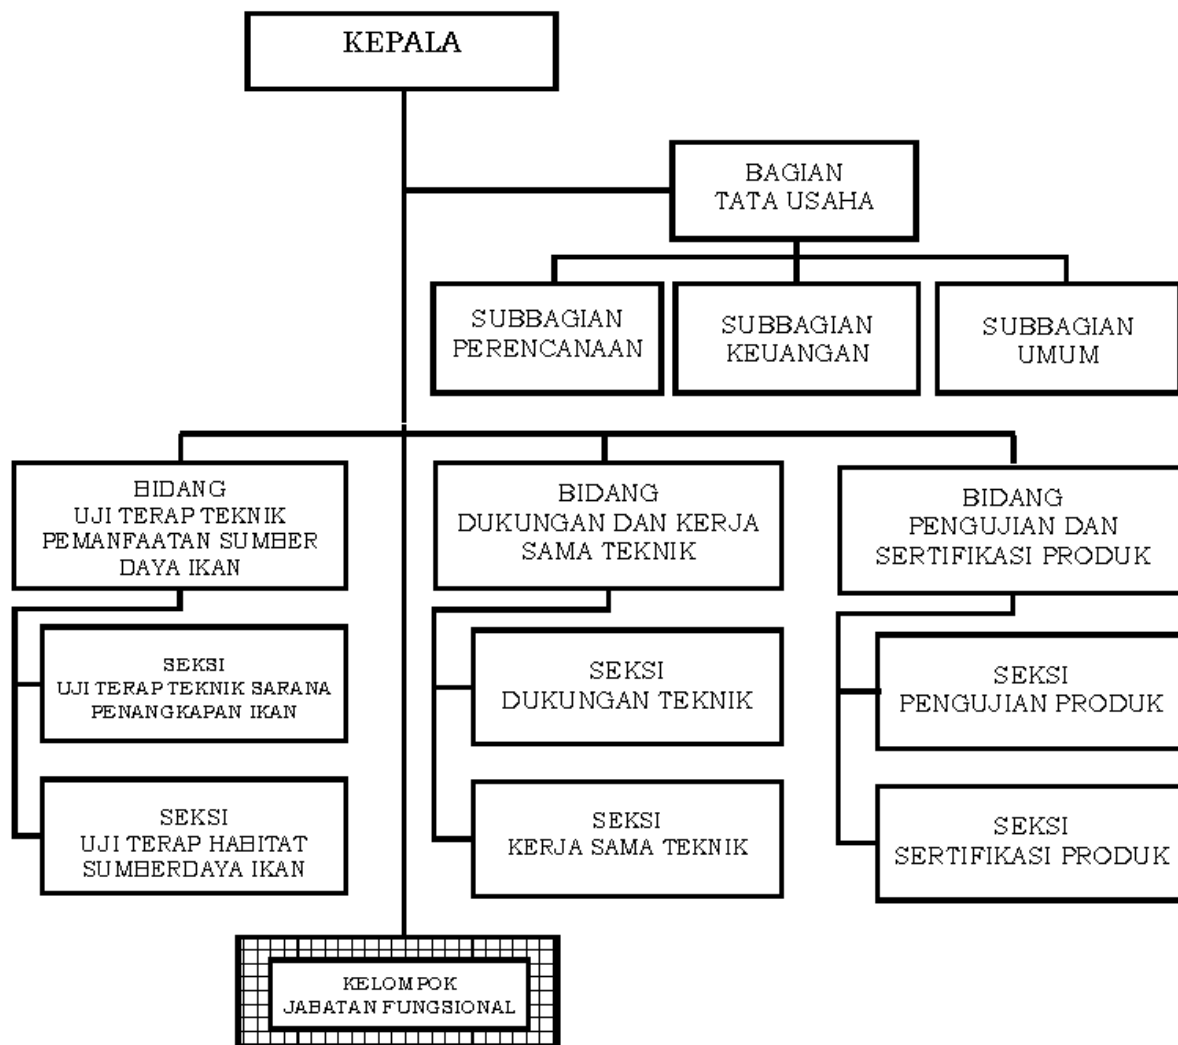 KEPALA
BAGIAN
TATA USAHA
SUBBAGIAN
PERENCANAAN
SUBBAGIAN
KEUANGAN
SUBBAGIAN
UMUM
BIDANG
UJI TERAP TEKNIK
PEMANFAATAN SUMBER
DAYA IKAN
BIDANG
DUKUNGAN DAN KERJA
SAMA TEKNIK
BIDANG
PENGUJIAN DAN
SERTIFIKASI PRODUK
SEKSI
UJI TERAP TEKNIK SARANA
PENANGKAPAN IKAN
SEKSI
DUKUNGAN TEKNIK
SEKSI
PENGUJIAN PRODUK
SEKSI
UJI TERAP HABITAT
SUMBERDAYA IKAN
SEKSI
KERJA SAMA TEKNIK
SEKSI
SERTIFIKASI PRODUK
KELOMPOK
JABATAN FUNGSIONAL